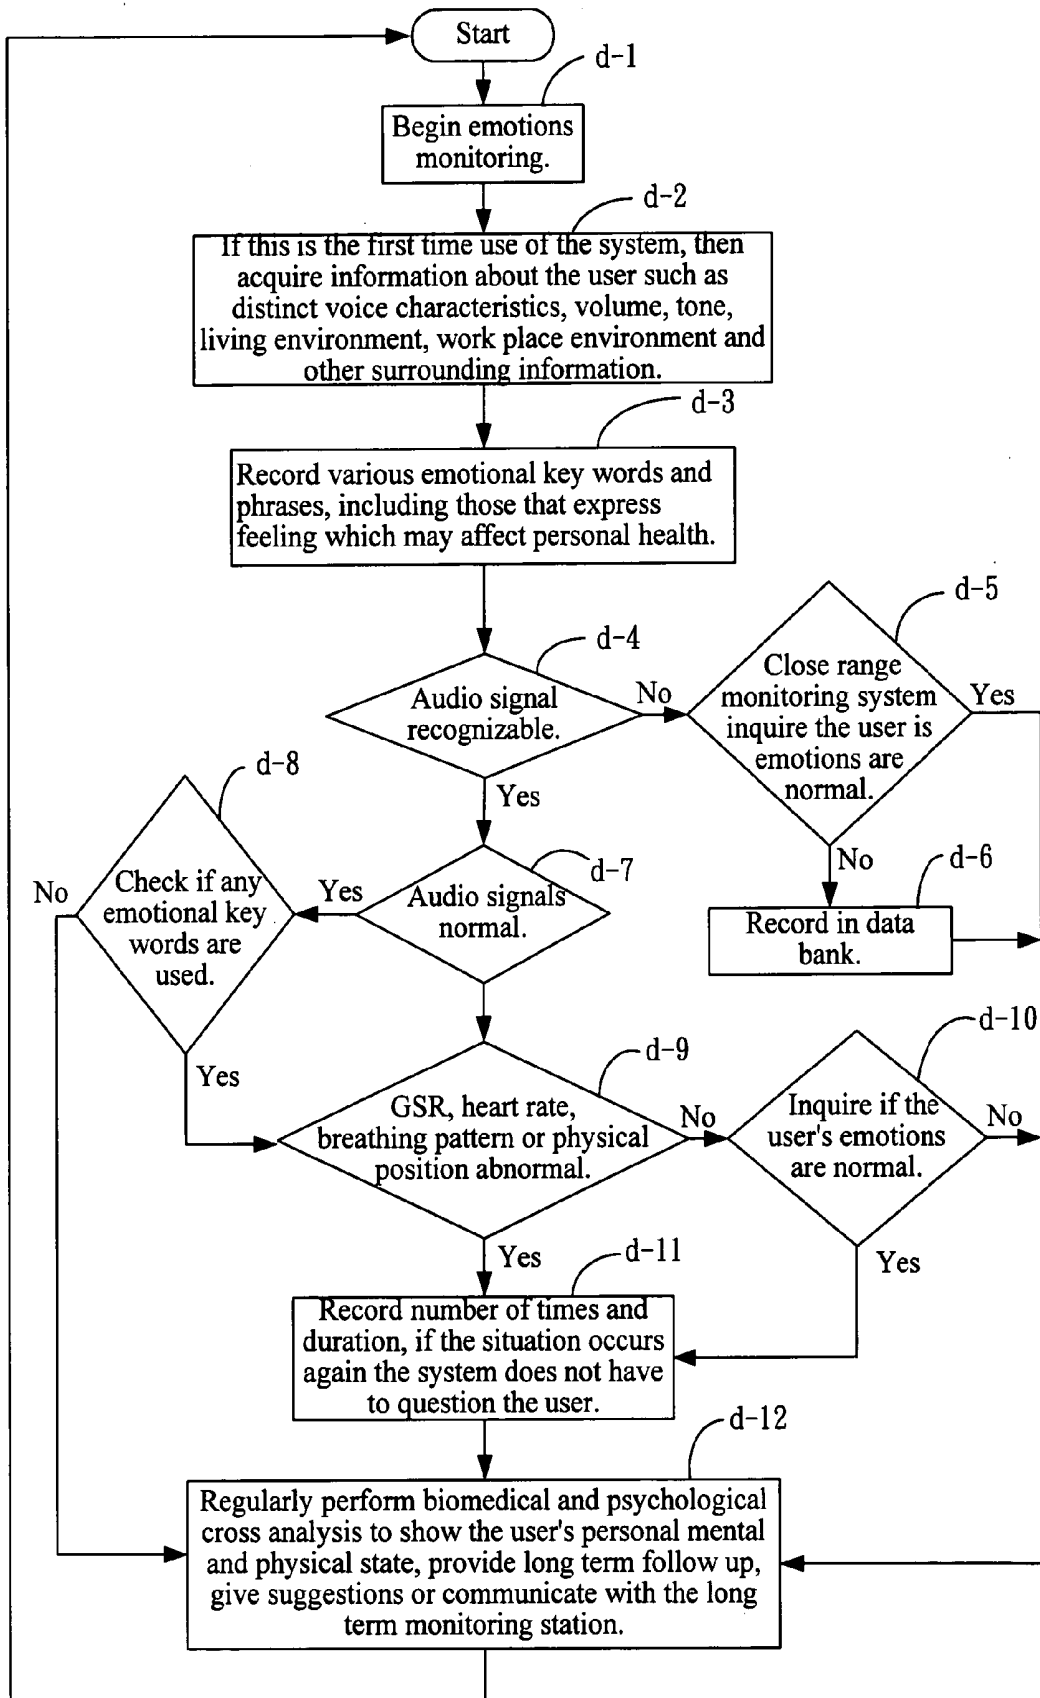 Start
d-1
Begin emotions
monitoring.
d-2
If this is the first time use of the system, then
acquire information about the user such as
distinct voice characteristics, volume, tone,
living environment, work place environment and
other surrounding information.
d-3
Record various emotional key words and
phrases, including those that express
feeling which may affect personal health.
d-4
Audio signal
recognizable.
No
d-5
Close range
monitoring system
inquire the user is
emotions are
normal.
Yes
No
d-6
Record in data
bank.
Yes
d-7
Audio signals
normal.
Yes
d-8
Check if any
emotional key
words are
used.
No
Yes
d-9
GSR, heart rate,
breathing pattern or physical
position abnormal.
No
d-10
Inquire if the
user's emotions
are normal.
No
Yes
Yes
d-11
Record number of times and
duration, if the situation occurs
again the system does not have
to question the user.
d-12
Regularly perform biomedical and psychological
cross analysis to show the user's personal mental
and physical state, provide long term follow up,
give suggestions or communicate with the long
term monitoring station.